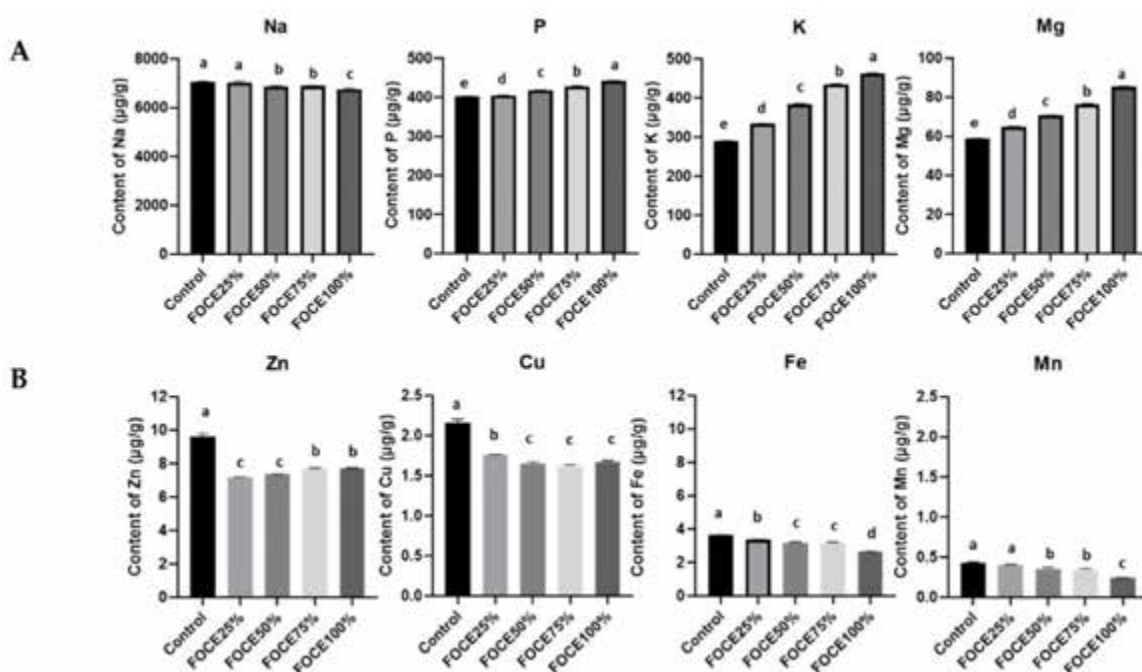 A
Na
Content of Na (µg/g)
8000
6000
4000
2000
0
a a b b c
Control FOCE25% FOCE50% FOCE75% FOCE100%
P
Content of P (µg/g)
500
400
300
200
100
0
e d c b a
Control FOCE25% FOCE50% FOCE75% FOCE100%
K
Content of K (µg/g)
500
400
300
200
100
0
e d c b a
Control FOCE25% FOCE50% FOCE75% FOCE100%
Mg
Content of Mg (µg/g)
100
80
60
40
20
0
e d c b a
Control FOCE25% FOCE50% FOCE75% FOCE100%
B
Zn
Content of Zn (µg/g)
12
10
8
6
4
2
0
a c c b b
Control FOCE25% FOCE50% FOCE75% FOCE100%
Cu
Content of Cu (µg/g)
2.5
2.0
1.5
1.0
0.5
0.0
a b c c c
Control FOCE25% FOCE50% FOCE75% FOCE100%
Fe
Content of Fe (µg/g)
12
10
8
6
4
2
0
a b c c d
Control FOCE25% FOCE50% FOCE75% FOCE100%
Mn
Content of Mn (µg/g)
2.5
2.0
1.5
1.0
0.5
0.0
a a b b c
Control FOCE25% FOCE50% FOCE75% FOCE100%